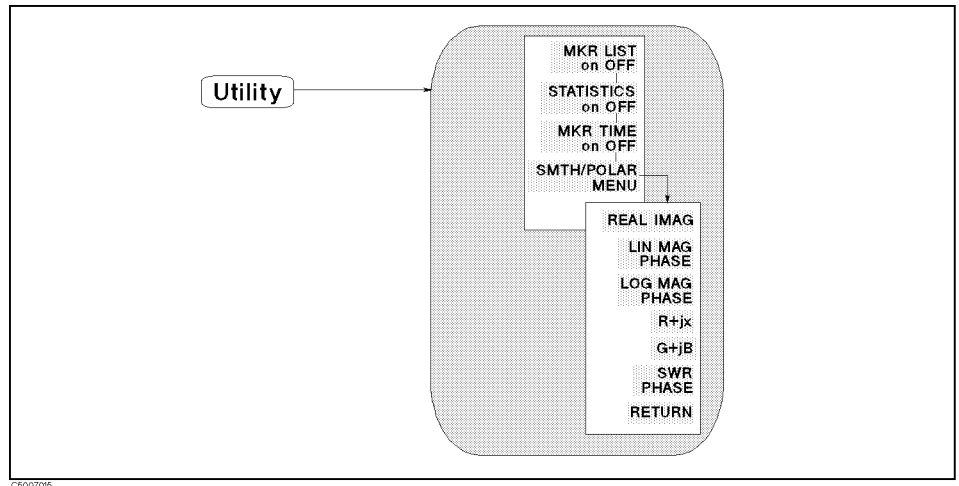 Utility
MKR LIST
on OFF
STATISTICS
on OFF
MKR TIME
on OFF
SMTH/POLAR
MENU
REAL IMAG
LIN MAG
PHASE
LOG MAG
PHASE
R+jx
G+jB
SWR
PHASE
RETURN
C5007015